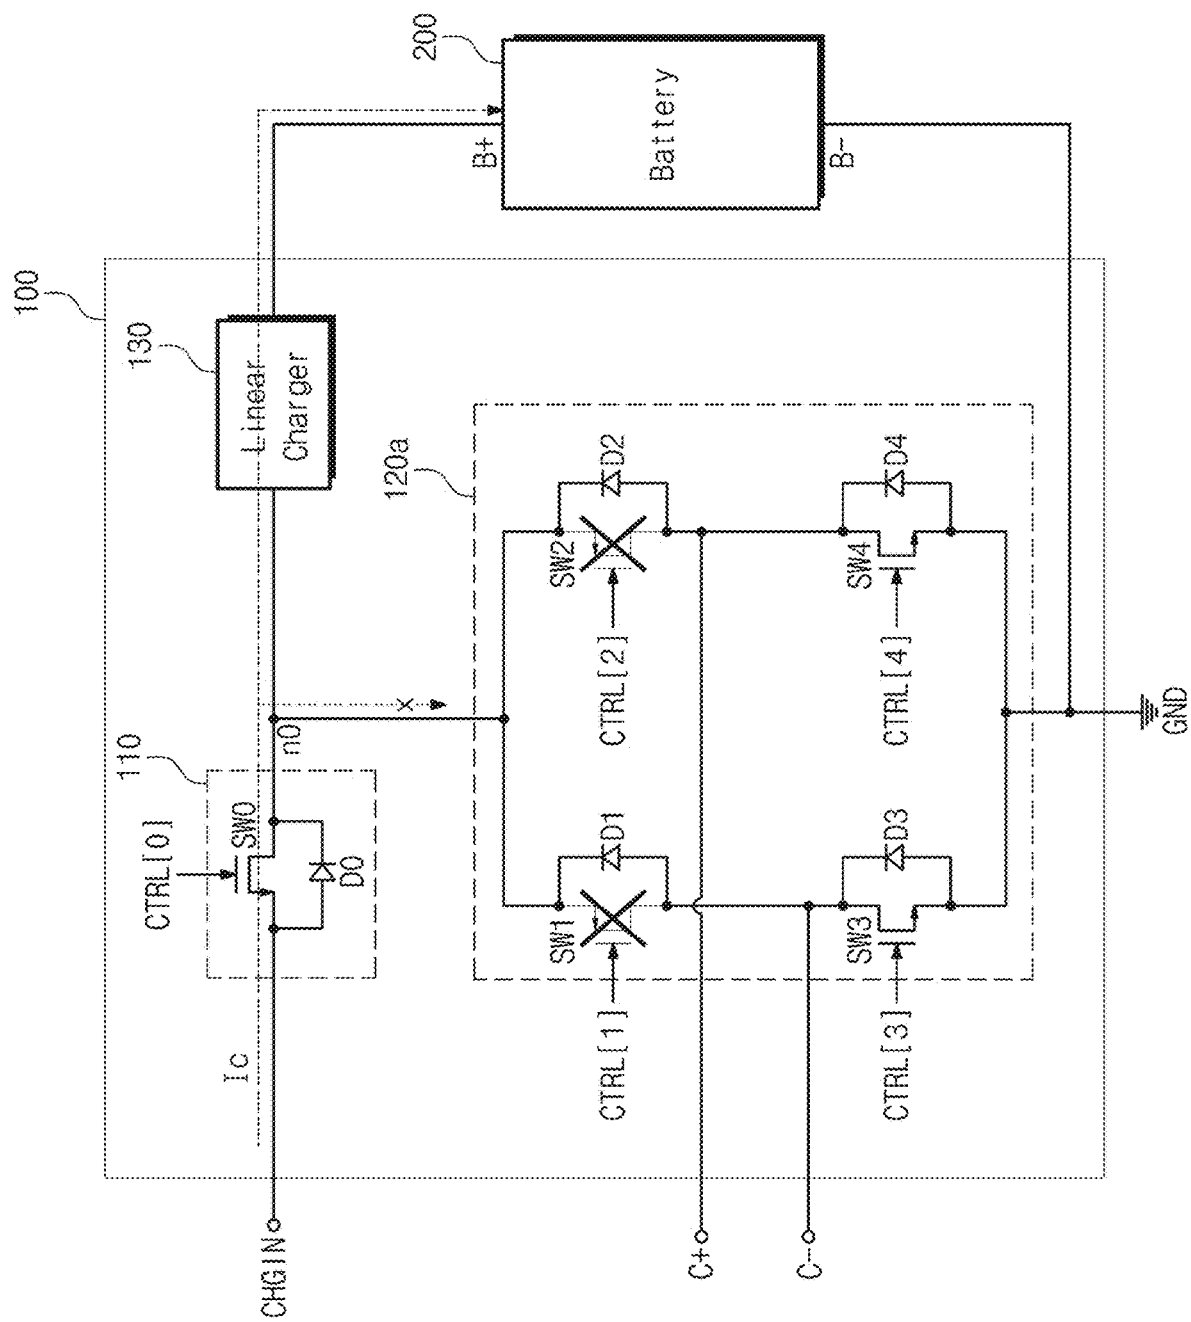 100
200
130
Linear
Charger
B+
Battery
B-
110
CTRL[0]
SW0
D0
n0
x
Ic
CHGIN
120a
SW1
D1
CTRL[1]
SW2
D2
CTRL[2]
SW3
D3
CTRL[3]
SW4
D4
CTRL[4]
C+
C-
GND